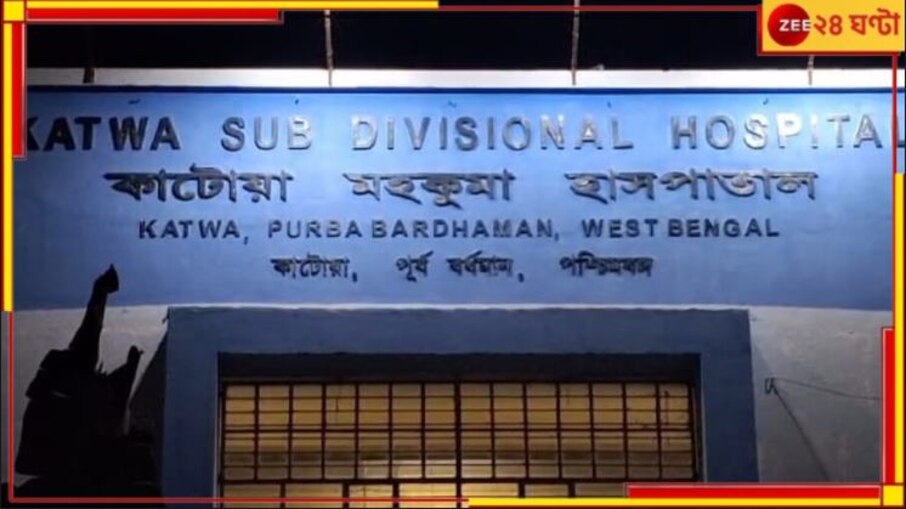 ZEE ২৪ ঘণ্টা
KATWA SUB DIVISIONAL HOSPITAL
কাটোয়া মহকুমা হাসপাতাল
KATWA, PURBA BARDHAMAN, WEST BENGAL
কাটোয়া, পূর্ব বর্ধমান, পশ্চিমবঙ্গ